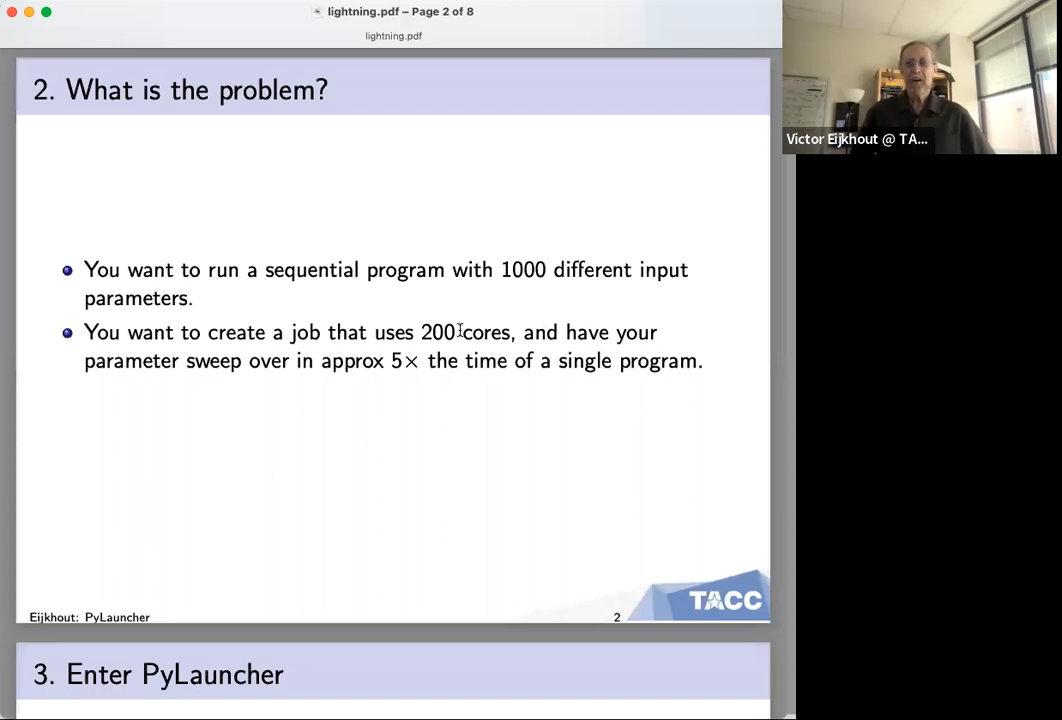 lightning.pdf – Page 2 of 8
lightning.pdf
2. What is the problem?
You want to run a sequential program with 1000 different input
parameters.
You want to create a job that uses 200 cores, and have your
parameter sweep over in approx 5× the time of a single program.
TACC
Eijkhout: PyLauncher
2
3. Enter PyLauncher
Victor Eijkhout @ TA...